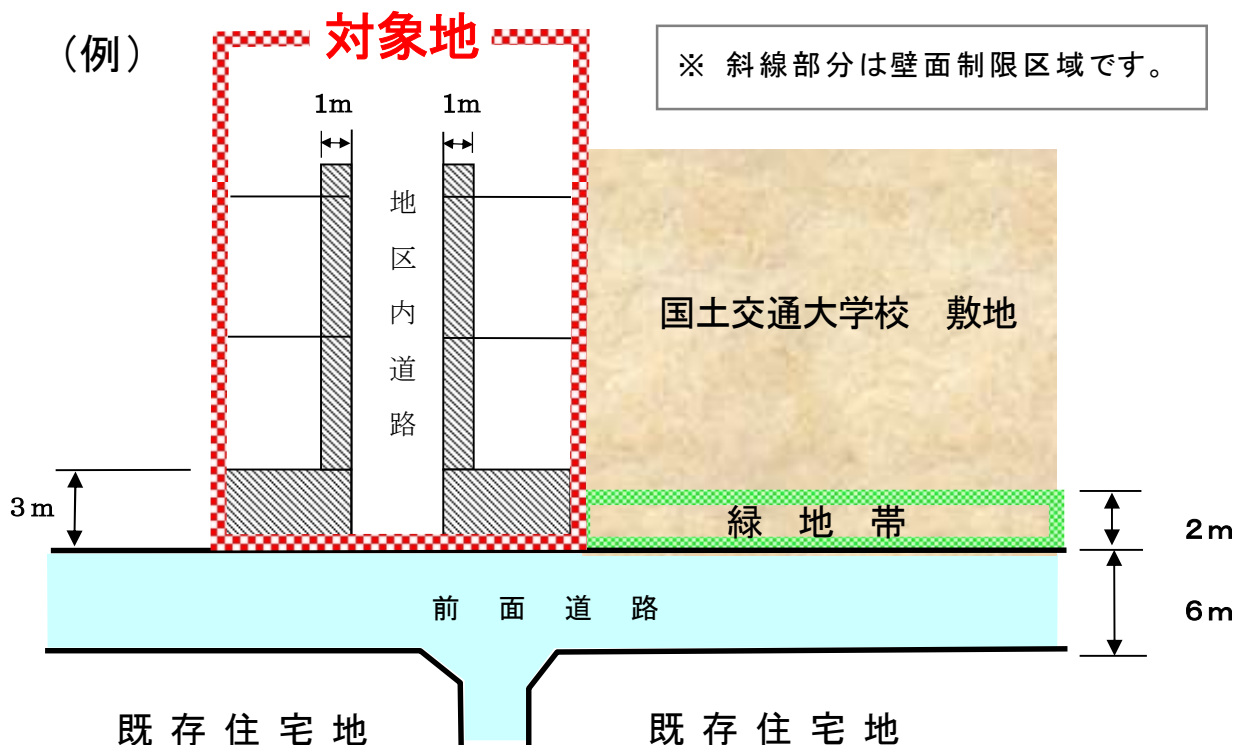 （例）
対象地
※ 斜線部分は壁面制限区域です。
1m
1m
地区内道路
国土交通大学校　敷地
3m
緑地帯
2m
前面道路
6m
既存住宅地
既存住宅地